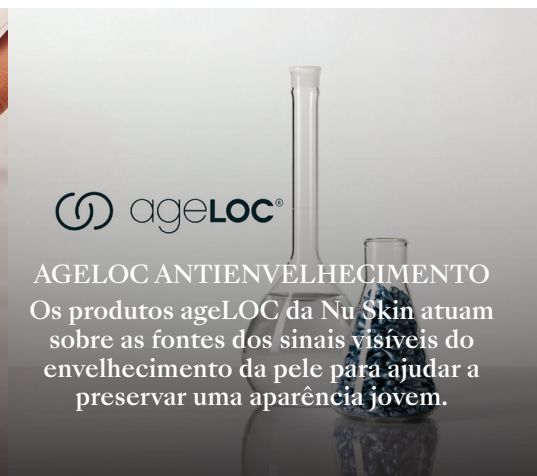 ageLOC®
AGELOC ANTIENVELHECIMENTO
Os produtos ageLOC da Nu Skin atuam
sobre as fontes dos sinais visíveis do
envelhecimento da pele para ajudar a
preservar uma aparência jovem.